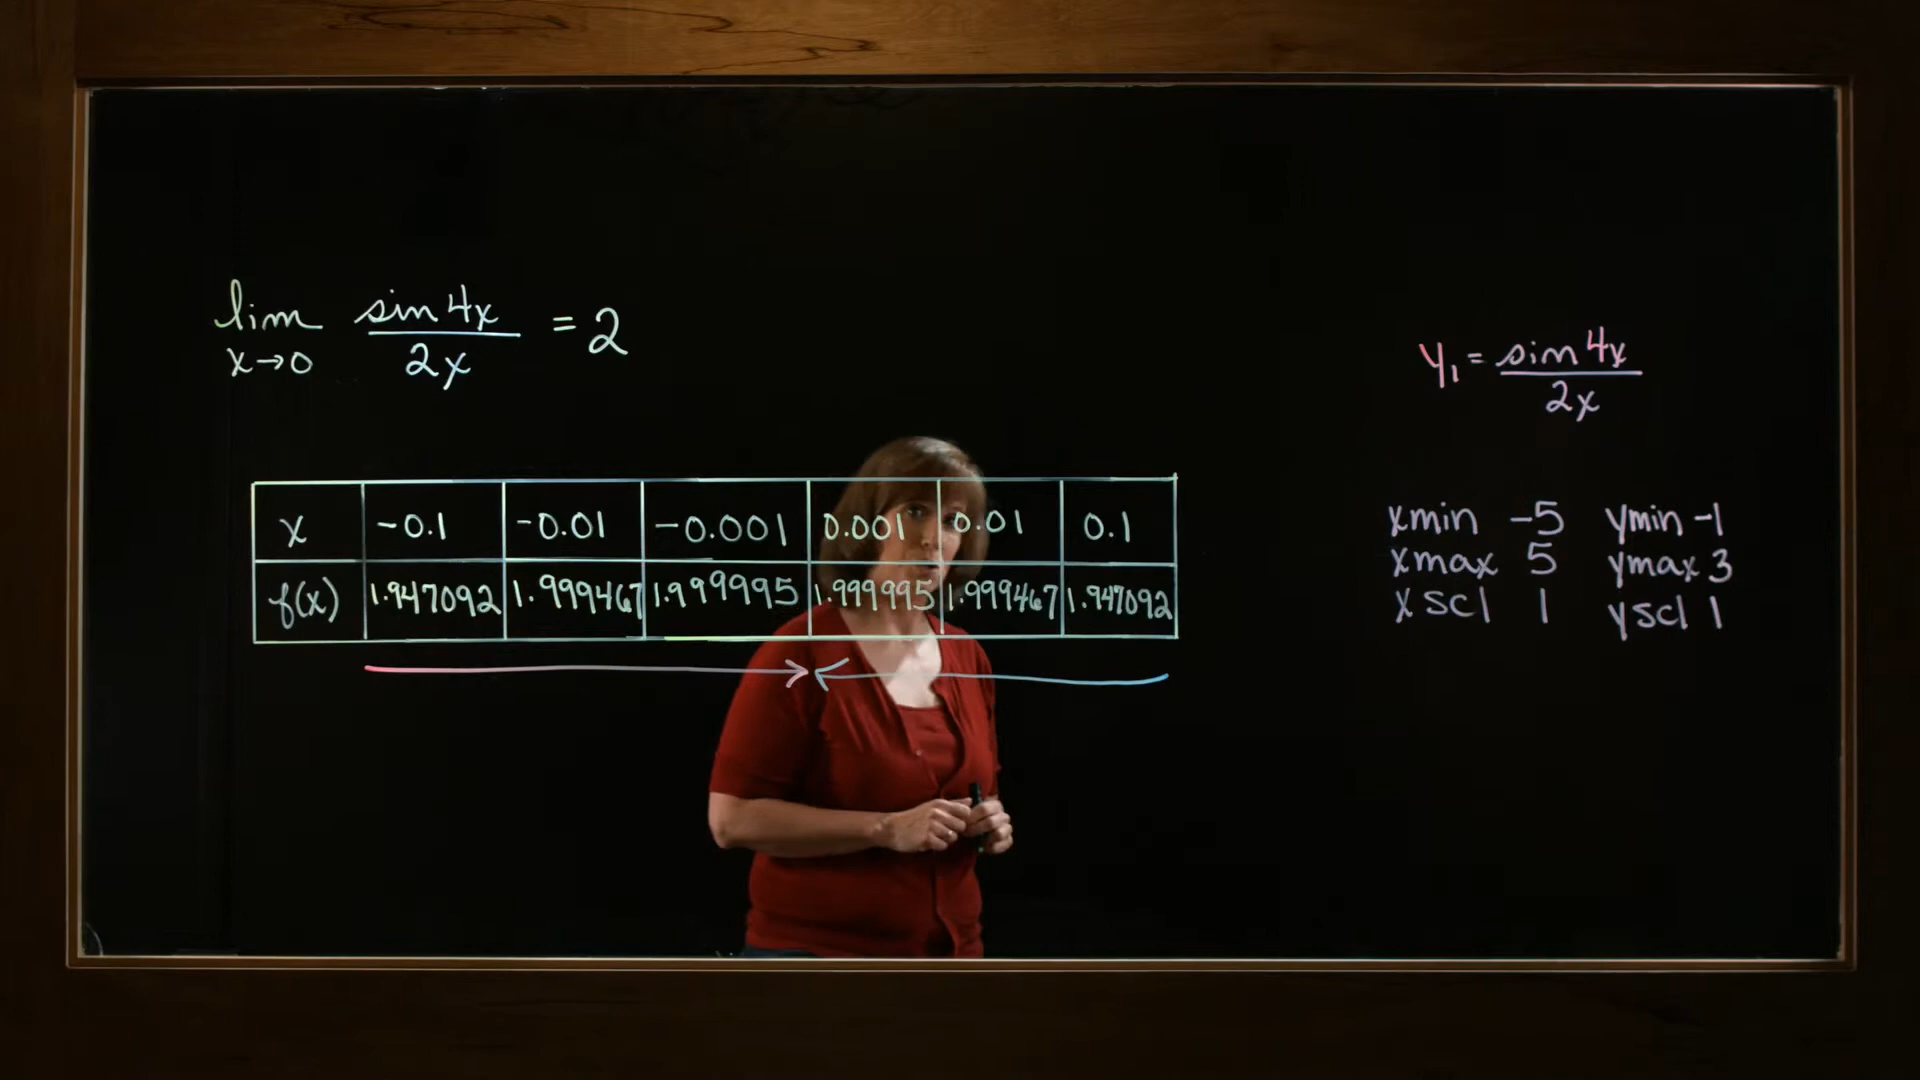 lim x→0 sin 4x / 2x = 2
x -0.1 -0.01 -0.001 0.001 0.01 0.1
f(x) 1.947092 1.999467 1.999995 1.999995 1.999467 1.947092
y₁ = sin 4x / 2x
xmin -5 ymin -1
xmax 5 ymax 3
xscl 1 yscl 1